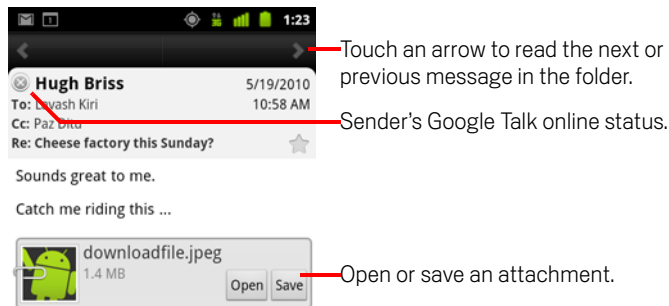 1
3G
1:23
Touch an arrow to read the next or
previous message in the folder.
Hugh Briss 5/19/2010
To: Lavash Kiri 10:58 AM
Cc: Paz Ditu
Re: Cheese factory this Sunday?
Sender's Google Talk online status.
Sounds great to me.
Catch me riding this ...
downloadfile.jpeg
1.4 MB
Open Save
Open or save an attachment.